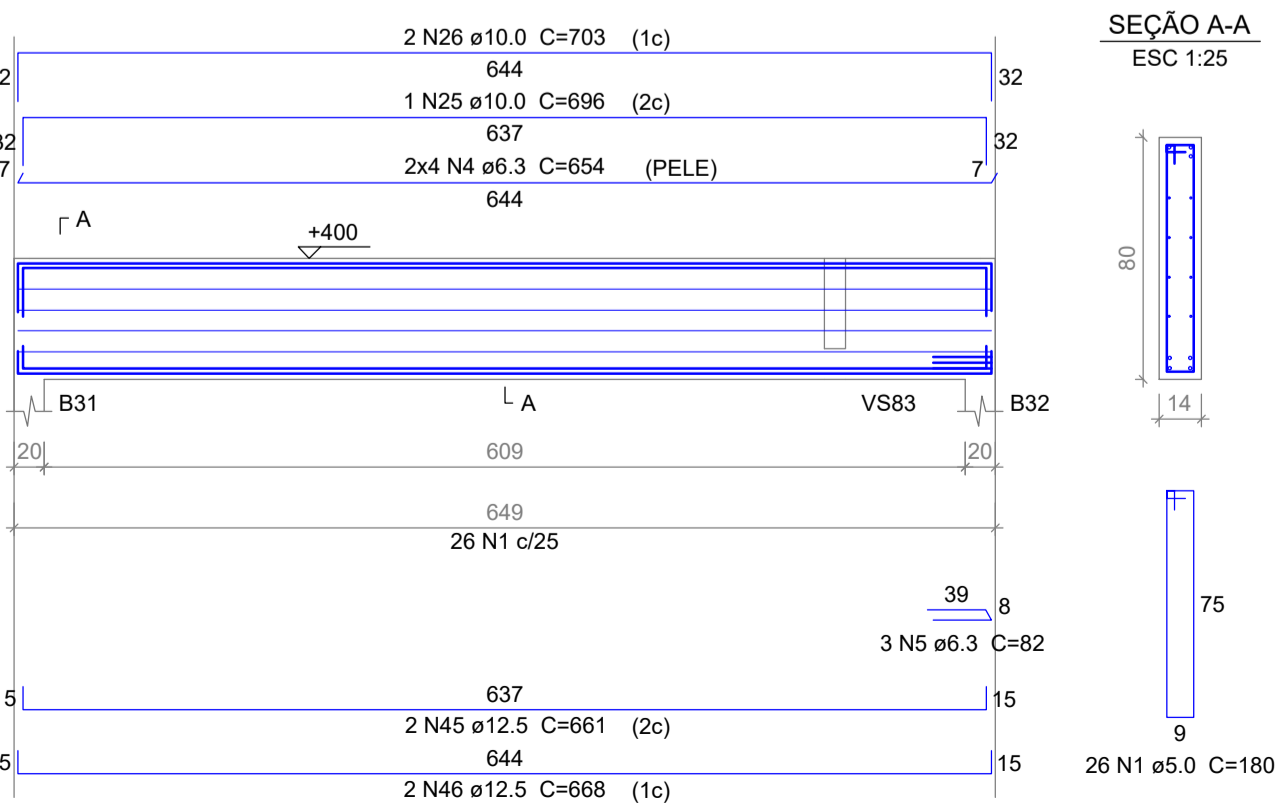 2 N26 ø10.0 C=703 (1c)
SEÇÃO A-A
ESC 1:25
2
644
32
1 N25 ø10.0 C=696 (2c)
32
637
32
7
2x4 N4 ø6.3 C=654 (PELE)
7
644
A
+400
80
B31
A
VS83
B32
14
20
609
20
649
26 N1 c/25
39
8
75
3 N5 ø6.3 C=82
5
637
15
2 N45 ø12.5 C=661 (2c)
9
5
644
15
26 N1 ø5.0 C=180
2 N46 ø12.5 C=668 (1c)